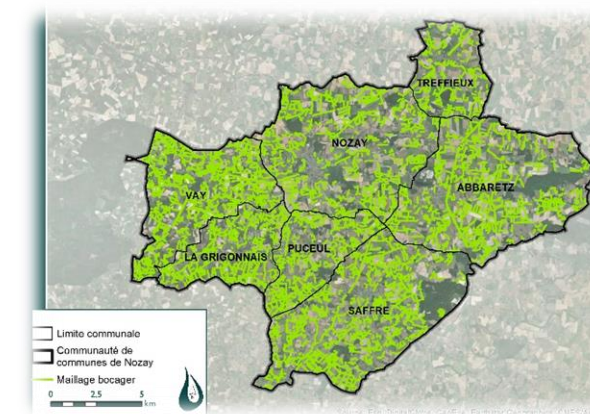 TREFFIEUX
NOZAY
ABBARETZ
VAY
LA GRIGONNAIS
PUCEUL
SAFFRÉ
Limite communale
Communauté de
communes de Nozay
Maillage bocager
0 2,5 5
km